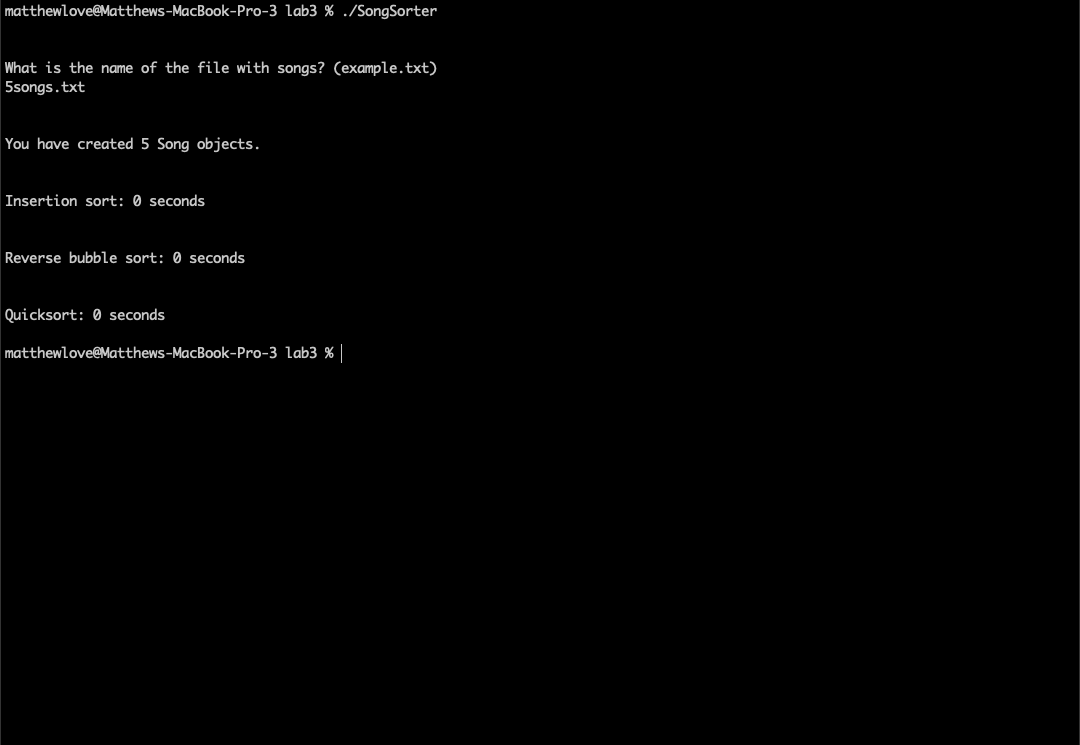 matthewlove@Matthews-MacBook-Pro-3 lab3 % ./SongSorter
What is the name of the file with songs? (example.txt)
5songs.txt
You have created 5 Song objects.
Insertion sort: 0 seconds
Reverse bubble sort: 0 seconds
Quicksort: 0 seconds
matthewlove@Matthews-MacBook-Pro-3 lab3 %